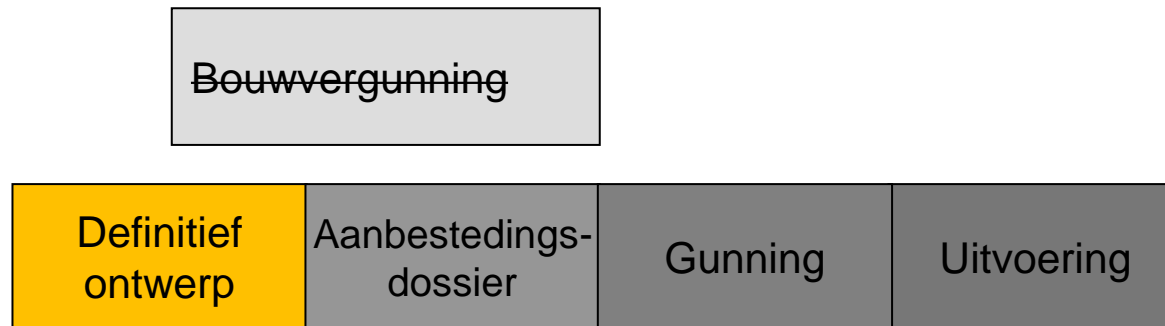 Bouwvergunning
Definitief
ontwerp
Aanbestedings-
dossier
Gunning
Uitvoering